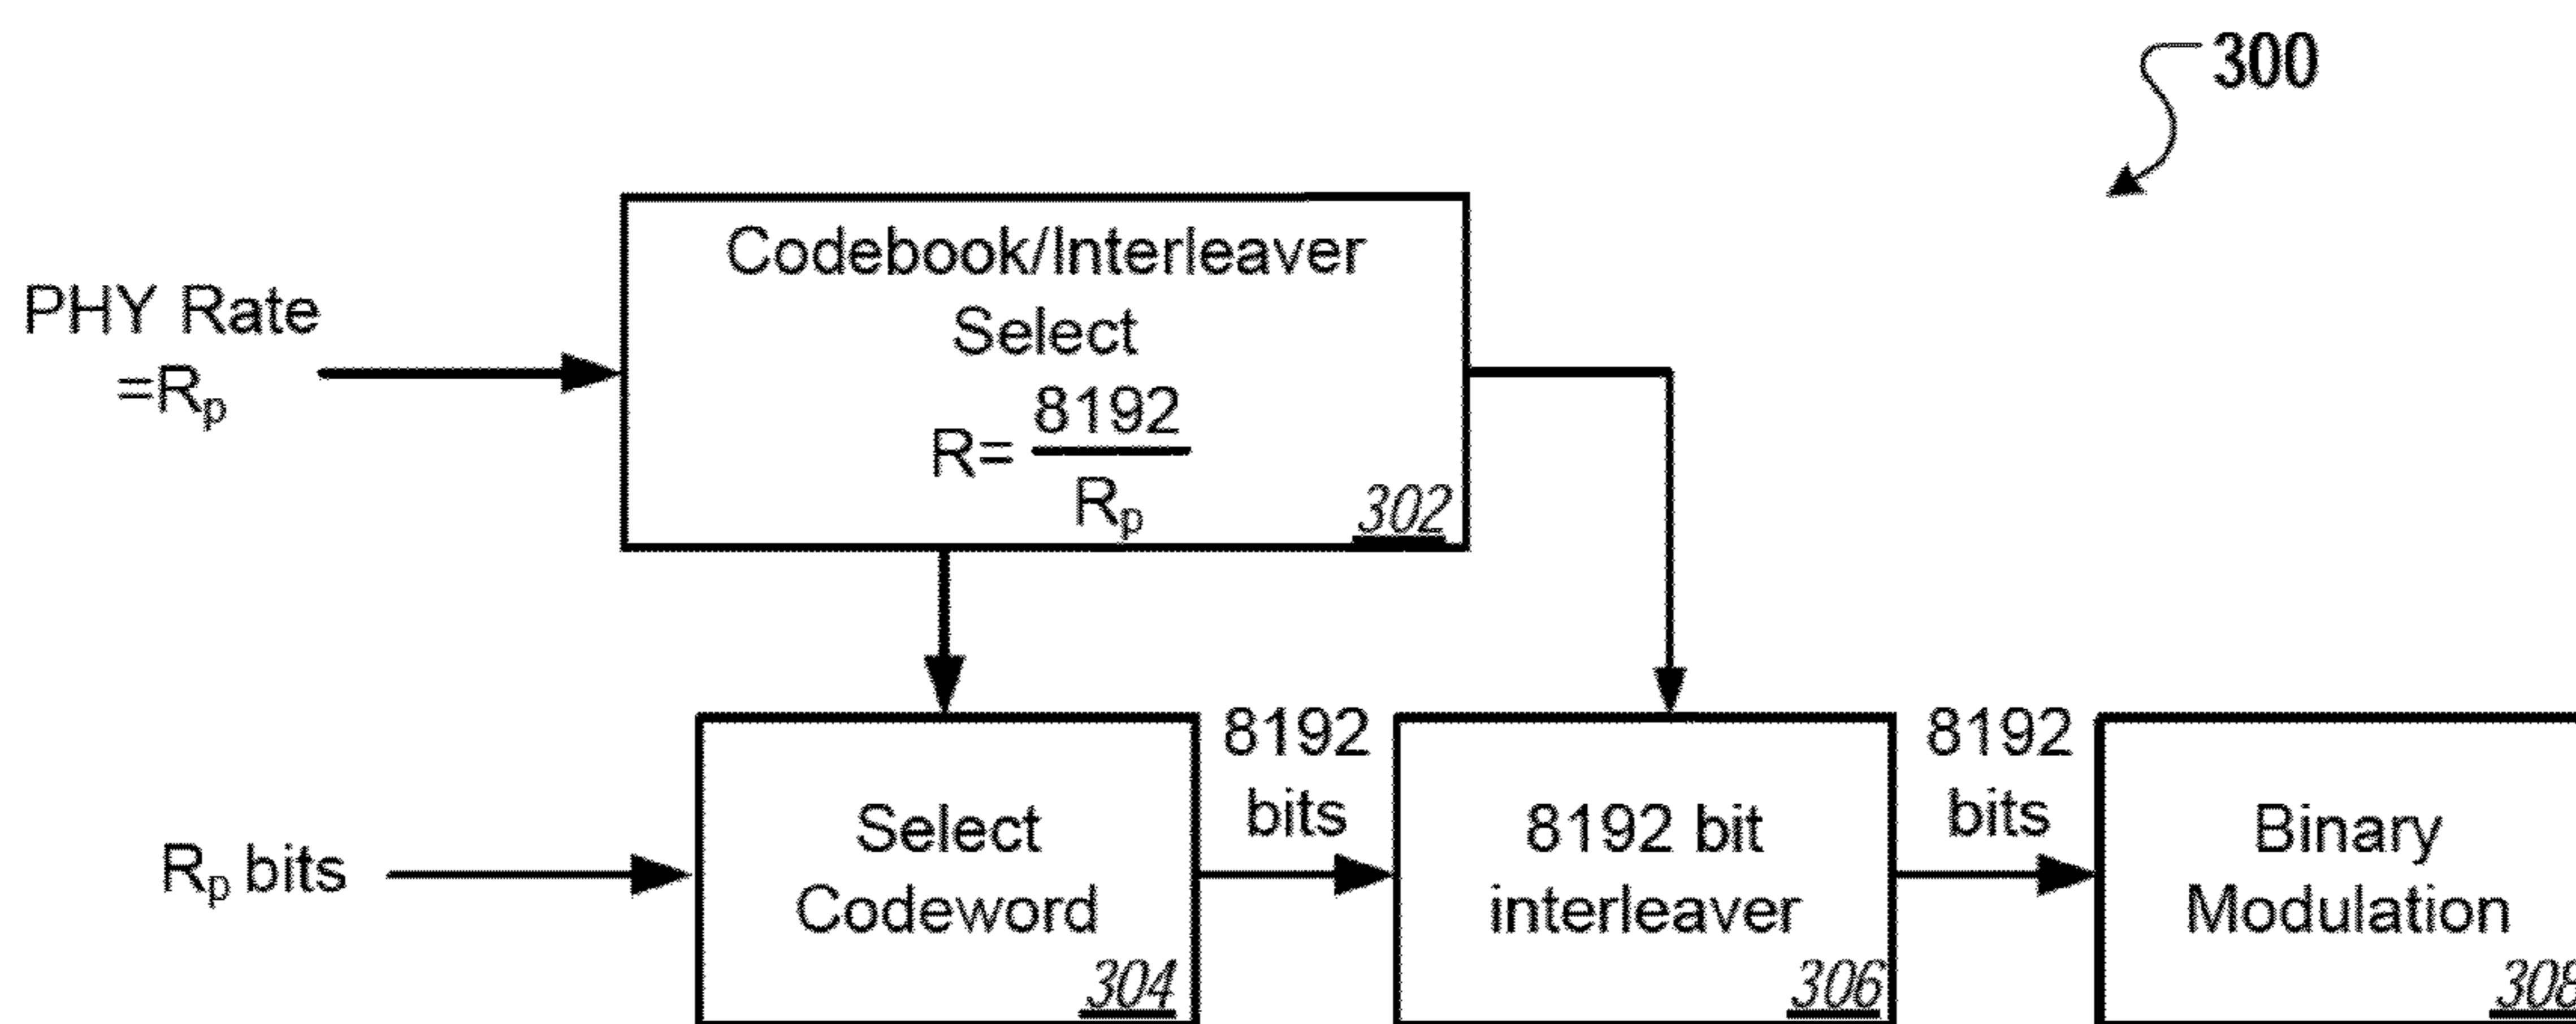 300
PHY Rate
=Rp
Codebook/Interleaver
Select
R= 8192
Rp
302
Rp bits
Select
Codeword
304
8192
bits
8192 bit
interleaver
306
8192
bits
Binary
Modulation
308